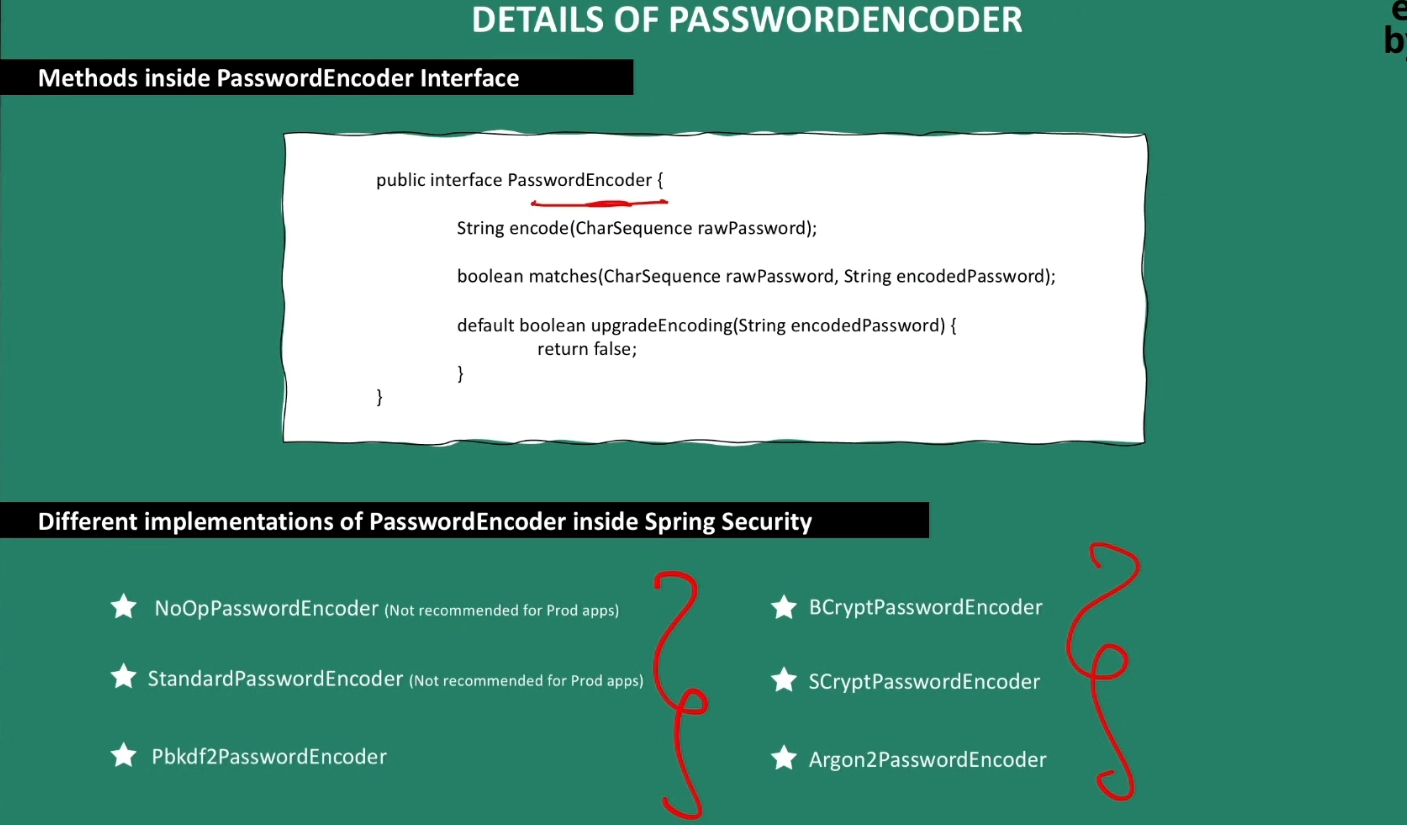 DETAILS OF PASSWORDENCODER
e
by
Methods inside PasswordEncoder Interface
public interface PasswordEncoder {
String encode(CharSequence rawPassword);
boolean matches(CharSequence rawPassword, String encodedPassword);
default boolean upgradeEncoding(String encodedPassword) {
return false;
}
}
Different implementations of PasswordEncoder inside Spring Security
NoOpPasswordEncoder (Not recommended for Prod apps)
StandardPasswordEncoder (Not recommended for Prod apps)
Pbkdf2PasswordEncoder
BCryptPasswordEncoder
SCryptPasswordEncoder
Argon2PasswordEncoder